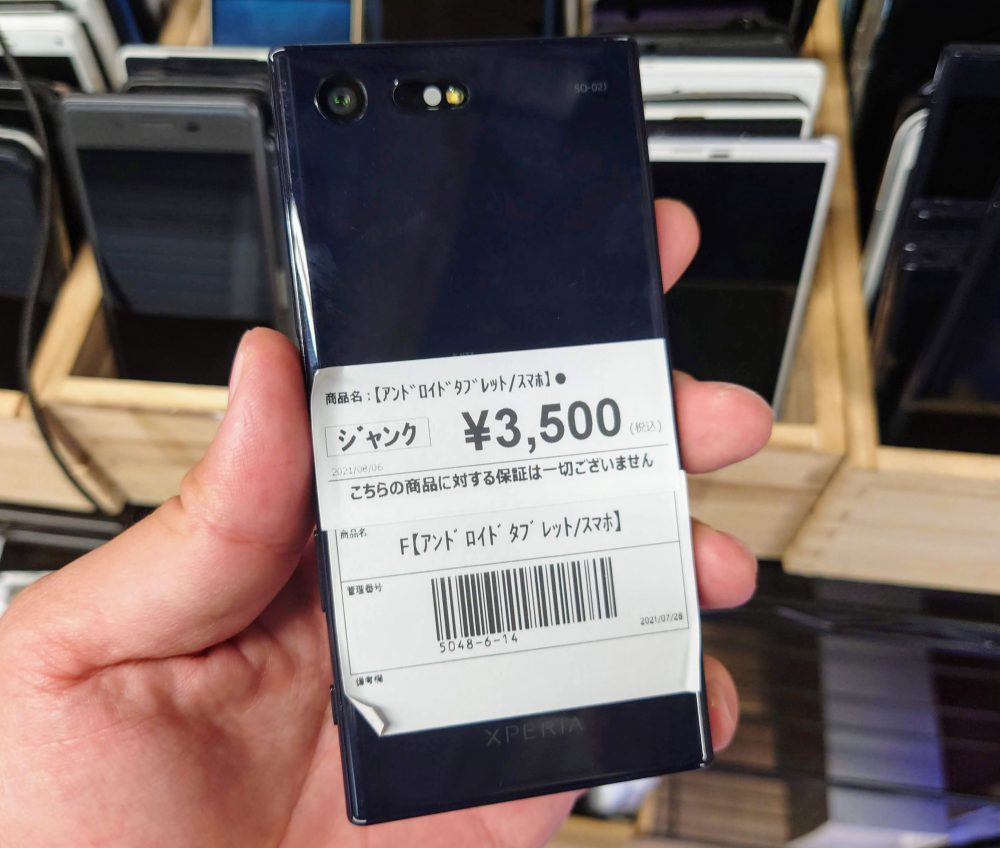 SO-02J
商品名:【アンドロイドタブレット/スマホ】●
ジャンク
¥3,500
(税込)
2021/08/06
こちらの商品に対する保証は一切ございません
商品名
F【アンドロイドタブレット/スマホ】
管理番号
5048-6-14
2021/07/28
備考欄
XPERIA